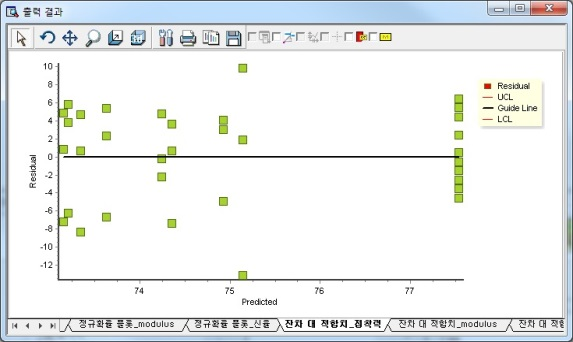 출력 결과
10
8
6
4
2
0
-2
-4
-6
-8
-10
-12
Residual
74
75
76
77
Predicted
Residual
UCL
Guide Line
LCL
정규확률 플롯_modulus
정규확률 플롯_신율
잔차 대 적합치_점착력
잔차 대 적합치_modulus
잔차 대 적합